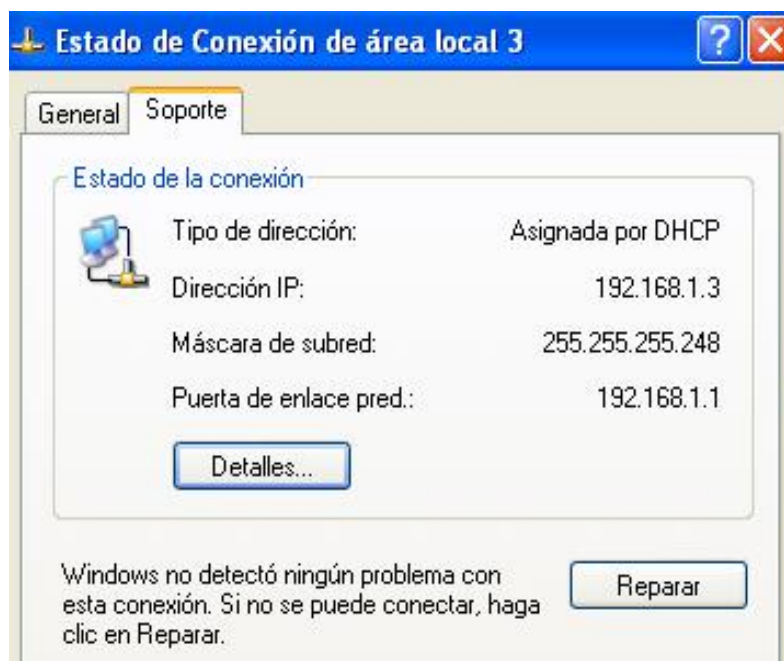 Estado de Conexión de área local 3
?
X
General
Soporte
Estado de la conexión
Tipo de dirección: Asignada por DHCP
Dirección IP: 192.168.1.3
Máscara de subred: 255.255.255.248
Puerta de enlace pred.: 192.168.1.1
Detalles...
Windows no detectó ningún problema con
esta conexión. Si no se puede conectar, haga
clic en Reparar.
Reparar